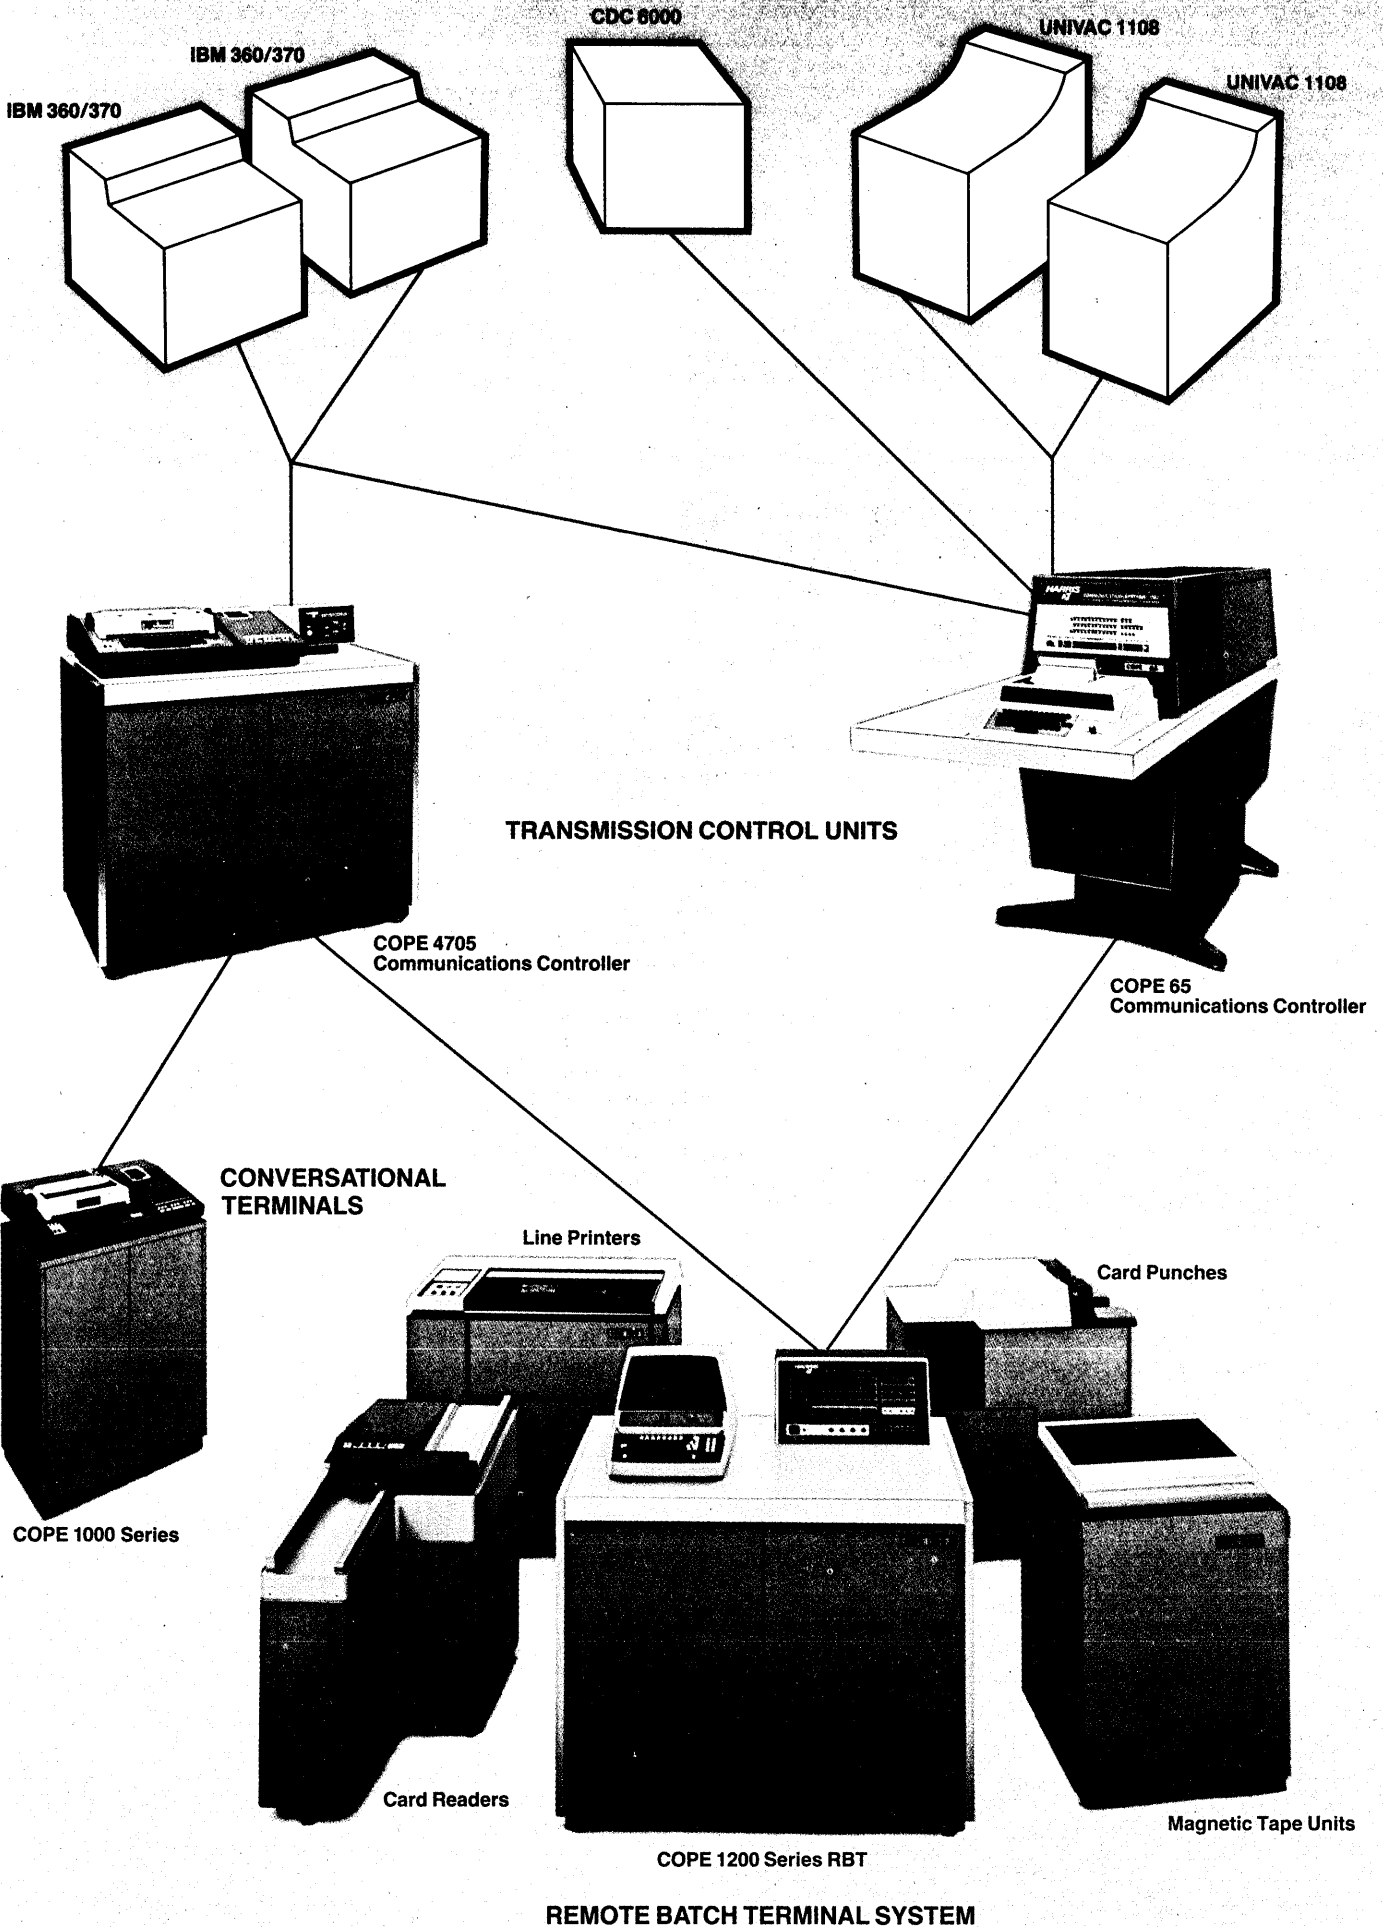 CDC 6000
UNIVAC 1108
IBM 360/370
UNIVAC 1108
IBM 360/370
HARRIS
TRANSMISSION CONTROL UNITS
COPE 4705
Communications Controller
COPE 65
Communications Controller
CONVERSATIONAL
TERMINALS
Line Printers
Card Punches
COPE 1000 Series
Card Readers
Magnetic Tape Units
COPE 1200 Series RBT
REMOTE BATCH TERMINAL SYSTEM